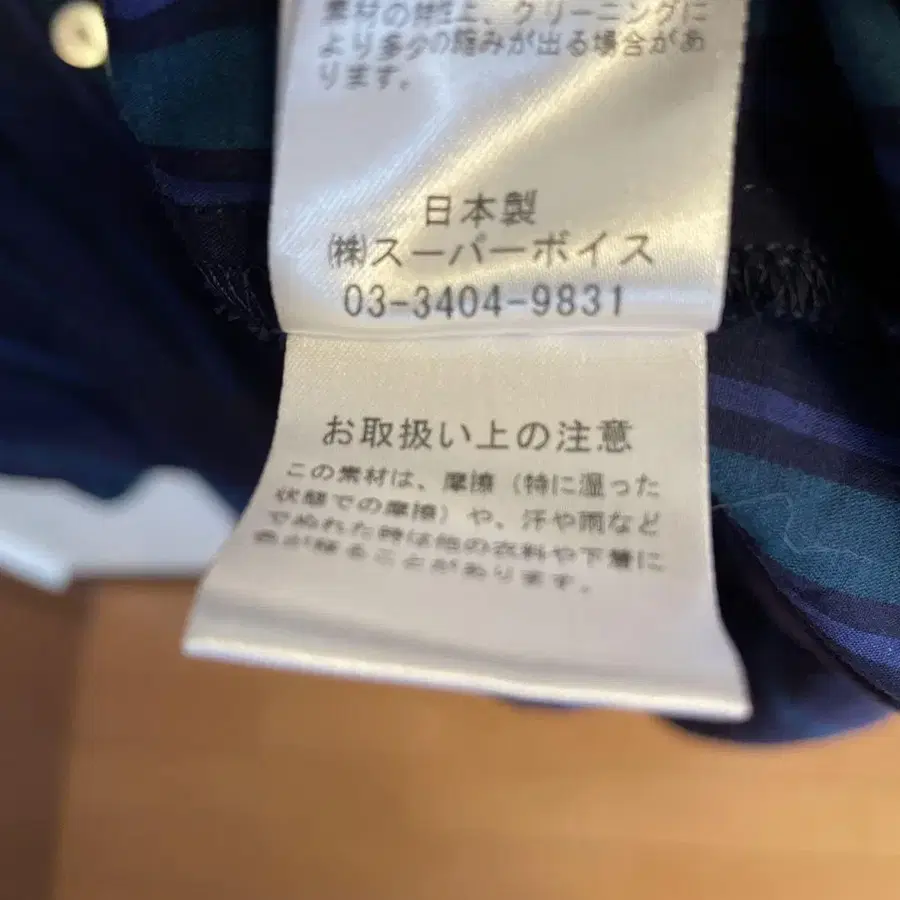 素材の特性上、クリーニングに
より多少の縮みが出る場合があ
ります。
日本製
㈱スーパーボイス
03-3404-9831
お取扱い上の注意
この素材は、摩擦（特に湿った
状態での摩擦）や、汗や雨など
でぬれた時は他の衣料や下着に
色が移ることがあります。